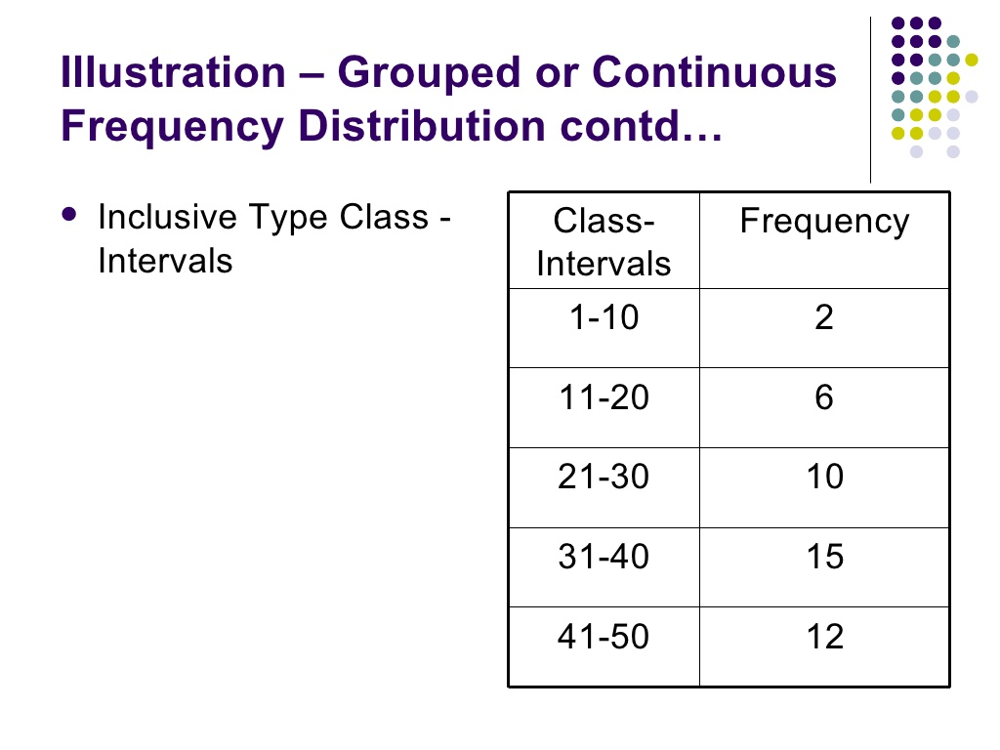 Illustration – Grouped or Continuous
Frequency Distribution contd…
Inclusive Type Class -
Intervals
Class-
Intervals
Frequency
1-10 2
11-20 6
21-30 10
31-40 15
41-50 12